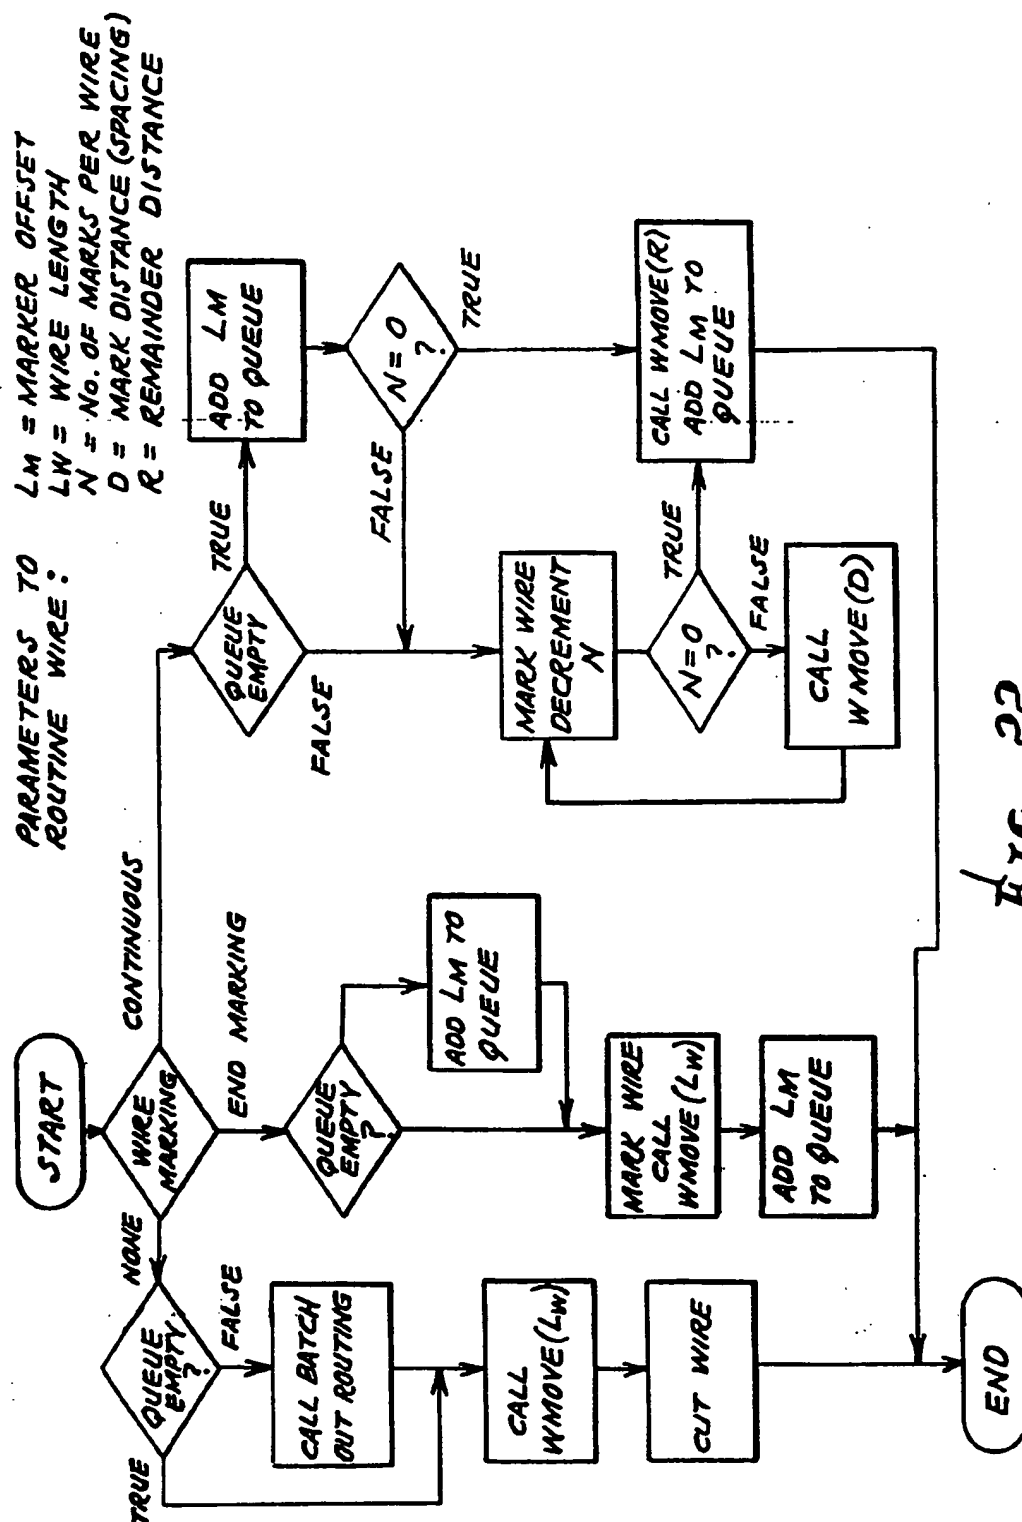 PARAMETERS TO
ROUTINE WIRE:
LM = MARKER OFFSET
LW = WIRE LENGTH
N = No. OF MARKS PER WIRE
D = MARK DISTANCE (SPACING)
R = REMAINDER DISTANCE
START
WIRE
MARKING
NONE
END MARKING
CONTINUOUS
QUEUE
EMPTY
?
TRUE
FALSE
CALL BATCH
OUT ROUTING
CALL
WMOVE(LW)
CUT WIRE
QUEUE
EMPTY
?
ADD LM TO
QUEUE
MARK WIRE
CALL
WMOVE(LW)
ADD LM
TO QUEUE
QUEUE
EMPTY
TRUE
FALSE
ADD LM
TO QUEUE
N=0
?
FALSE
TRUE
MARK WIRE
DECREMENT
N
N=0
?
TRUE
FALSE
CALL
WMOVE(D)
CALL WMOVE(R)
ADD LM TO
QUEUE
END